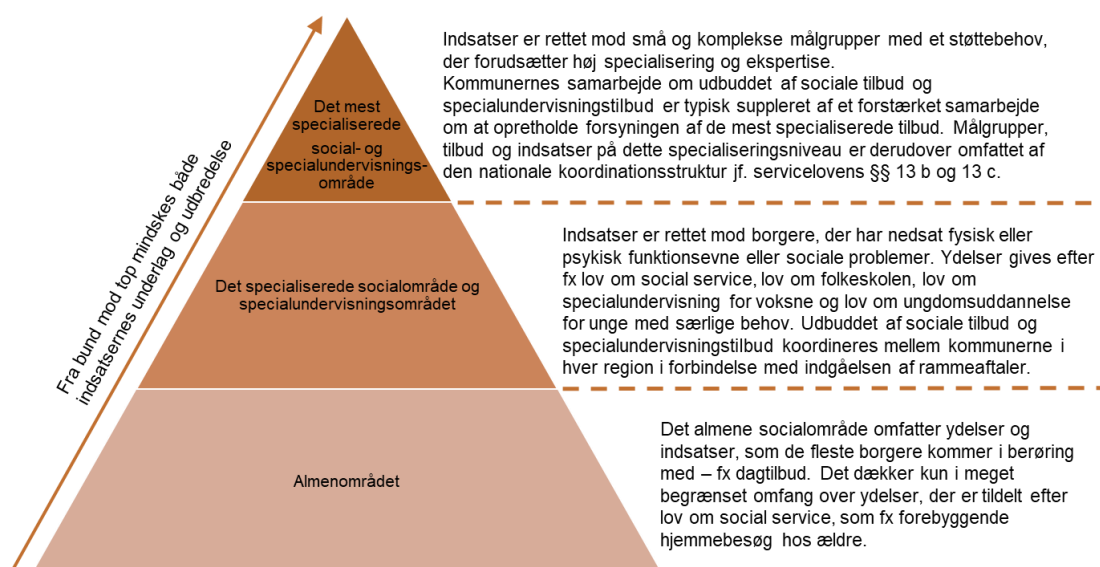 Fra bund mod top mindskes både
indsatsernes underlag og udbredelse
Det mest
specialiserede
social- og
specialundervisnings-
område
Indsatser er rettet mod små og komplekse målgrupper med et støttebehov,
der forudsætter høj specialisering og ekspertise.
Kommunernes samarbejde om udbuddet af sociale tilbud og
specialundervisningstilbud er typisk suppleret af et forstærket samarbejde
om at opretholde forsyningen af de mest specialiserede tilbud. Målgrupper,
tilbud og indsatser på dette specialiseringsniveau er derudover omfattet af
den nationale koordinationsstruktur jf. servicelovens §§ 13 b og 13 c.
Det specialiserede socialområde og
specialundervisningsområdet
Indsatser er rettet mod borgere, der har nedsat fysisk eller
psykisk funktionsevne eller sociale problemer. Ydelser gives efter
fx lov om social service, lov om folkeskolen, lov om
specialundervisning for voksne og lov om ungdomsuddannelse
for unge med særlige behov. Udbuddet af sociale tilbud og
specialundervisningstilbud koordineres mellem kommunerne i
hver region i forbindelse med indgåelsen af rammeaftaler.
Almenområdet
Det almene socialområde omfatter ydelser og
indsatser, som de fleste borgere kommer i berøring
med – fx dagtilbud. Det dækker kun i meget
begrænset omfang over ydelser, der er tildelt efter
lov om social service, som fx forebyggende
hjemmebesøg hos ældre.